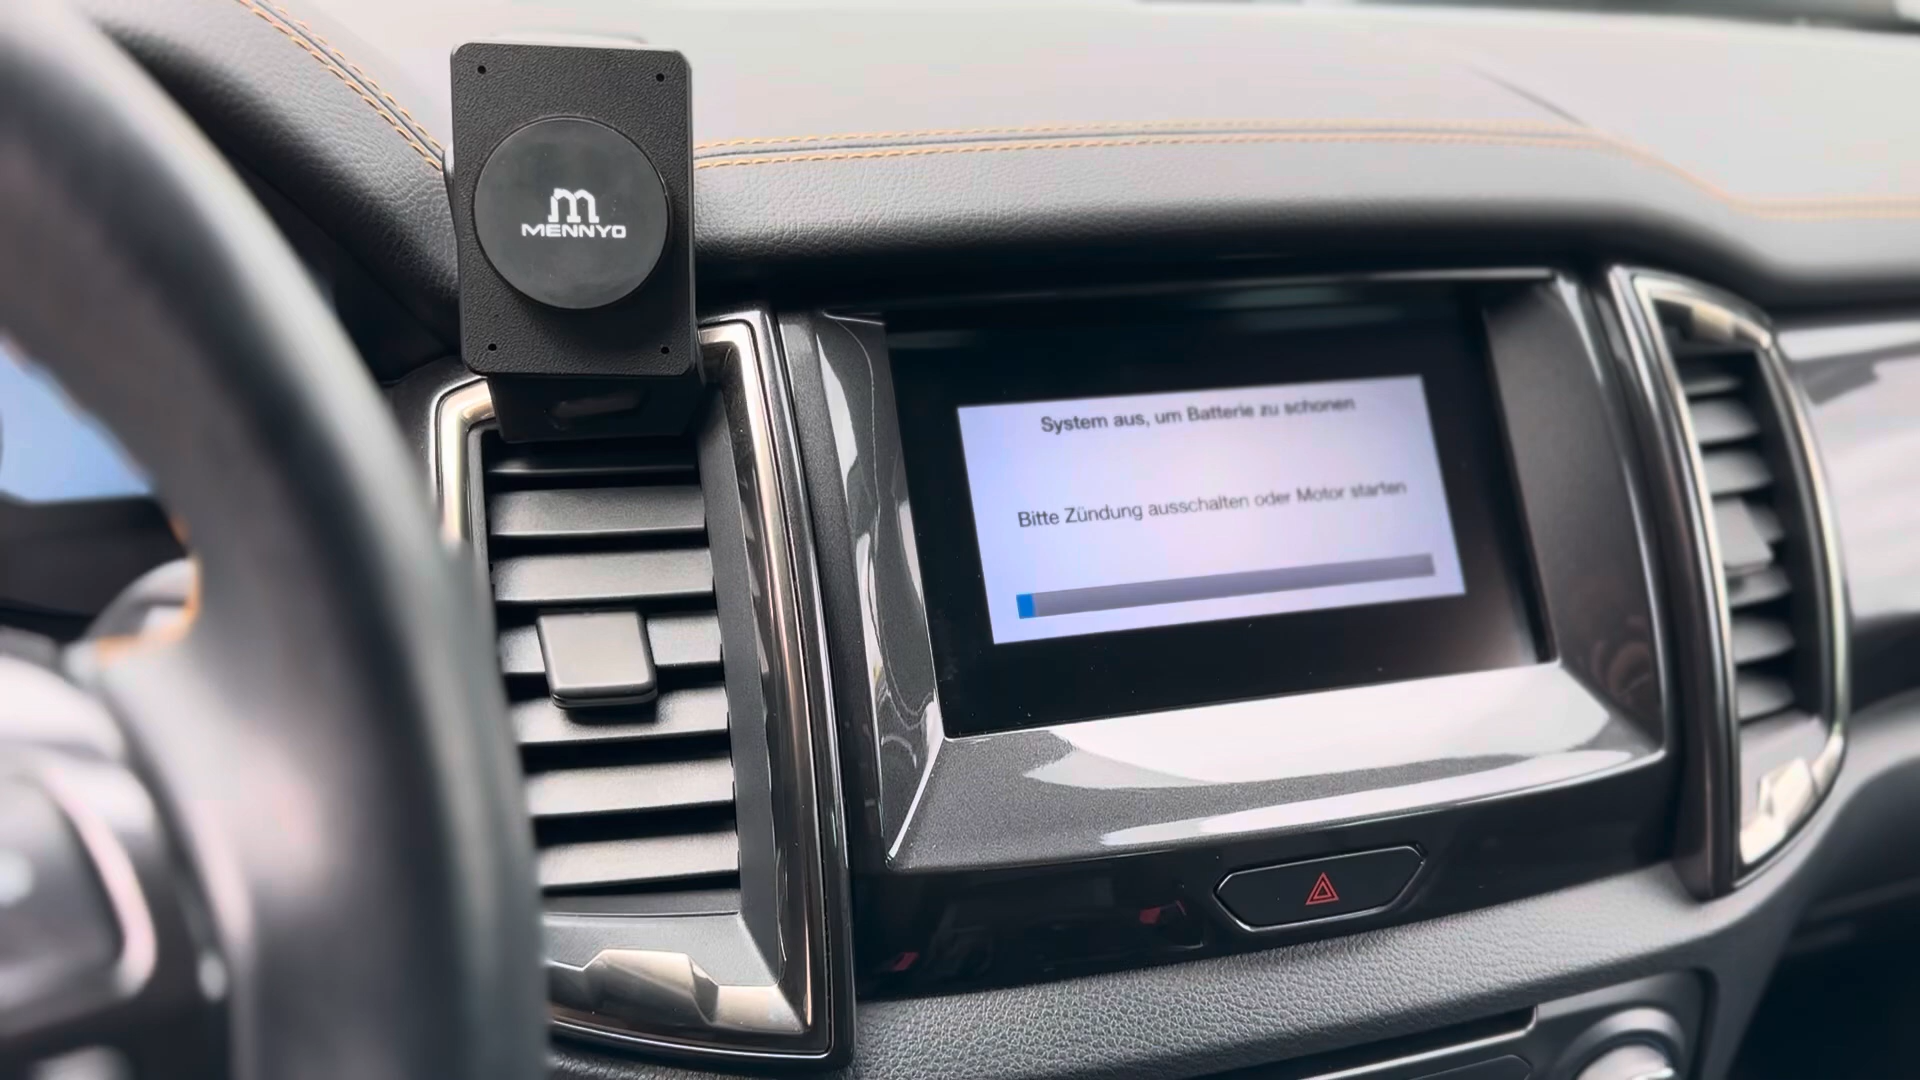 MENNYO
System aus, um Batterie zu schonen
Bitte Zündung ausschalten oder Motor starten